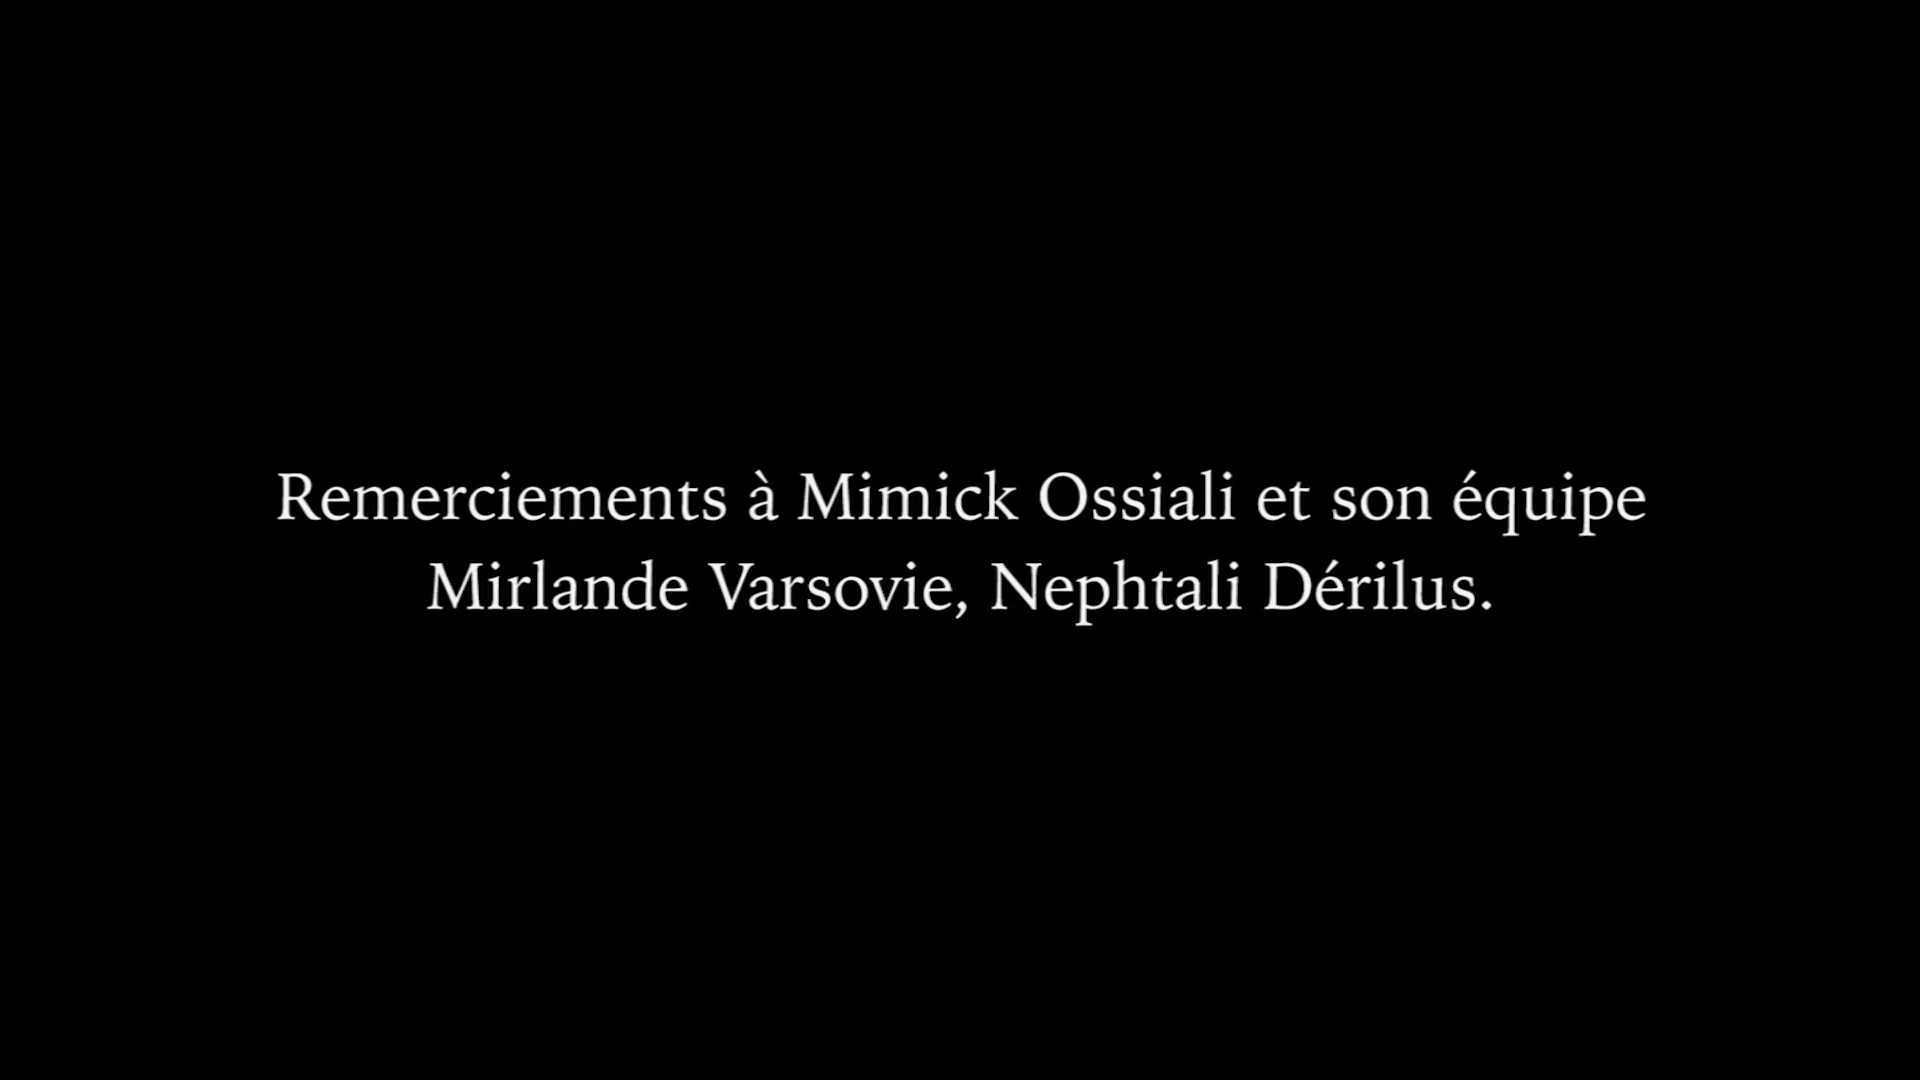 Remerciements à Mimick Ossiali et son équipe
Mirlande Varsovie, Nephtali Dérilus.